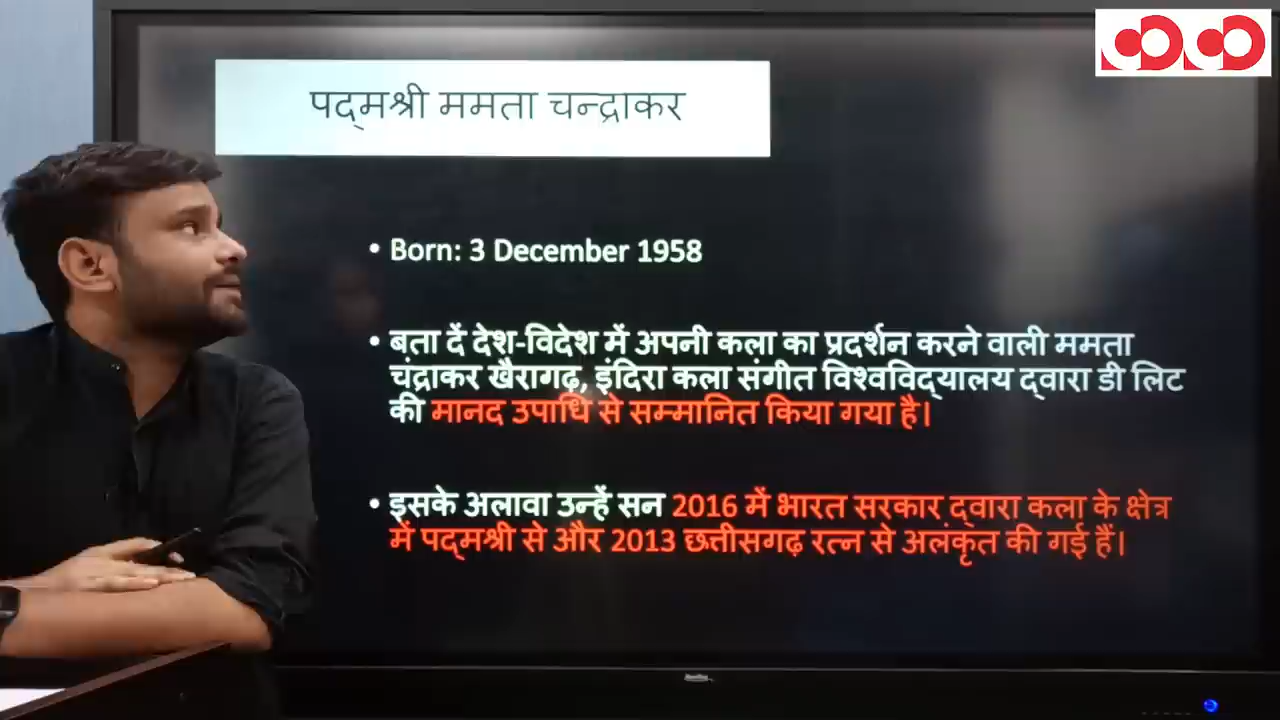 पद्मश्री ममता चन्द्राकर
• Born: 3 December 1958
• बता दें देश-विदेश में अपनी कला का प्रदर्शन करने वाली ममता
चंद्राकर खैरागढ़, इंदिरा कला संगीत विश्वविद्यालय द्वारा डी लिट
की मानद उपाधि से सम्मानित किया गया है।
• इसके अलावा उन्हें सन 2016 में भारत सरकार द्वारा कला के क्षेत्र
में पद्मश्री से और 2013 छत्तीसगढ़ रत्न से अलंकृत की गई हैं।